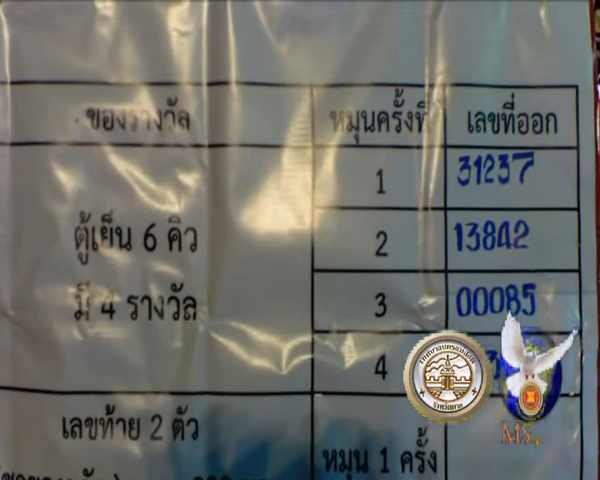 ของรางวัล หมุนครั้งที่ เลขที่ออก
1 31237
ตู้เย็น 6 คิว 2 13842
มี 4 รางวัล 3 00085
4
เลขท้าย 2 ตัว
หมุน 1 ครั้ง
MS